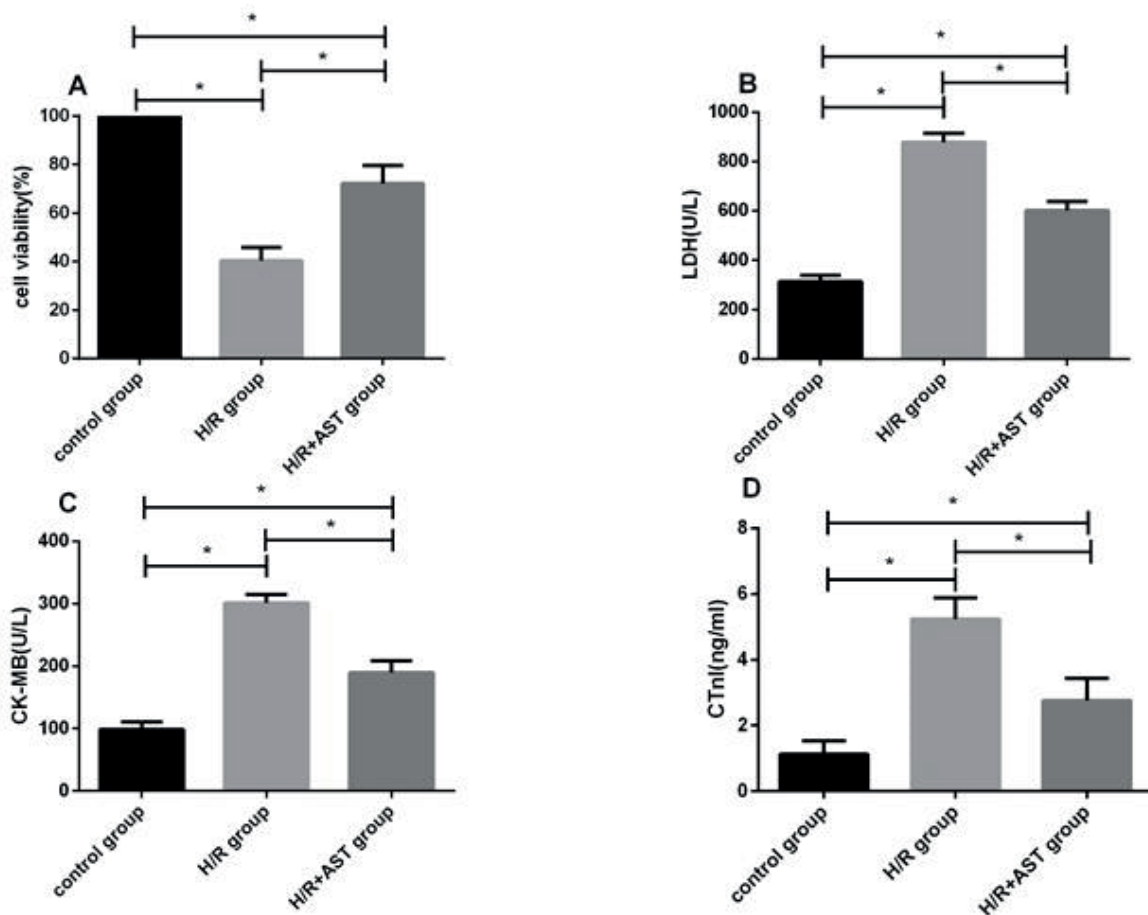 *
*
*
A
cell viability(%)
100
80
60
40
20
0
control group
H/R group
H/R+AST group
*
*
*
B
LDH(U/L)
1000
800
600
400
200
0
control group
H/R group
H/R+AST group
*
*
*
C
CK-MB(U/L)
400
300
200
100
0
control group
H/R group
H/R+AST group
D
*
*
*
CTnI(ng/ml)
8
6
4
2
0
control group
H/R group
H/R+AST group